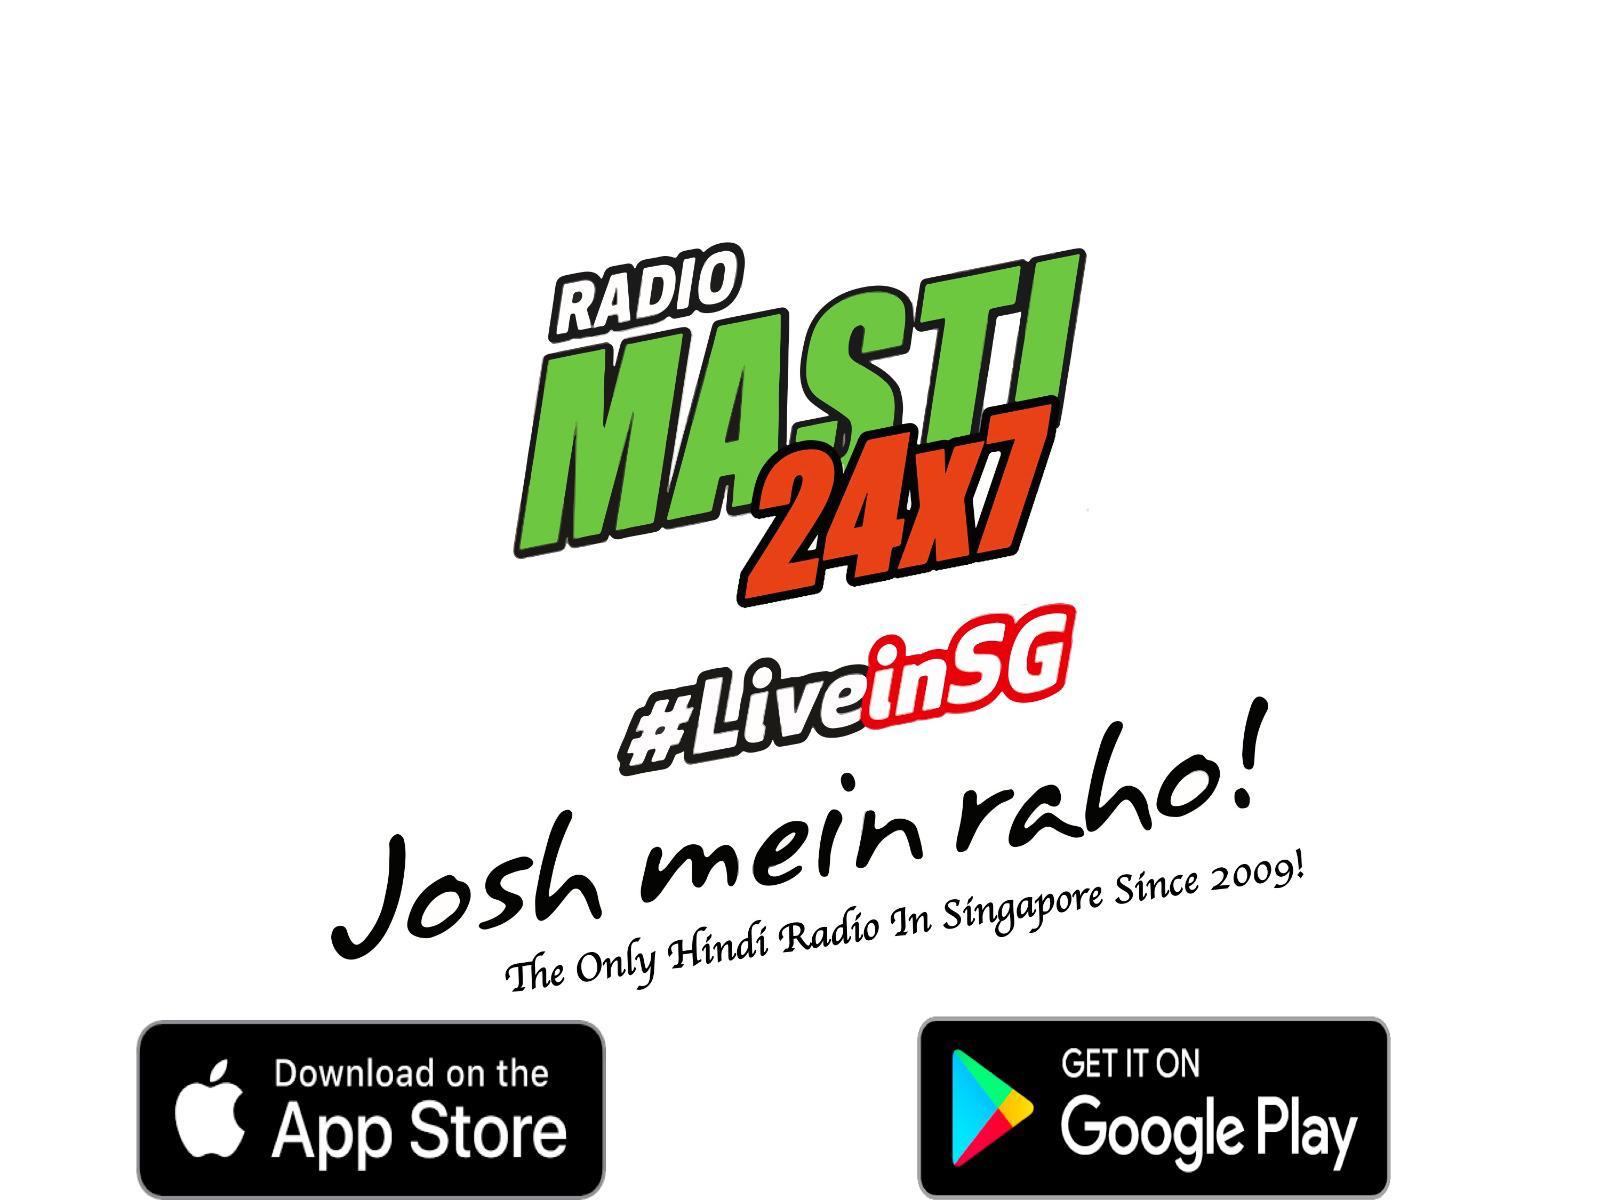 RADIO
MASTI
24x7
#LiveinSG
Josh mein raho!
The Only Hindi Radio In Singapore Since 2009!
Download on the
App Store
GET IT ON
Google Play